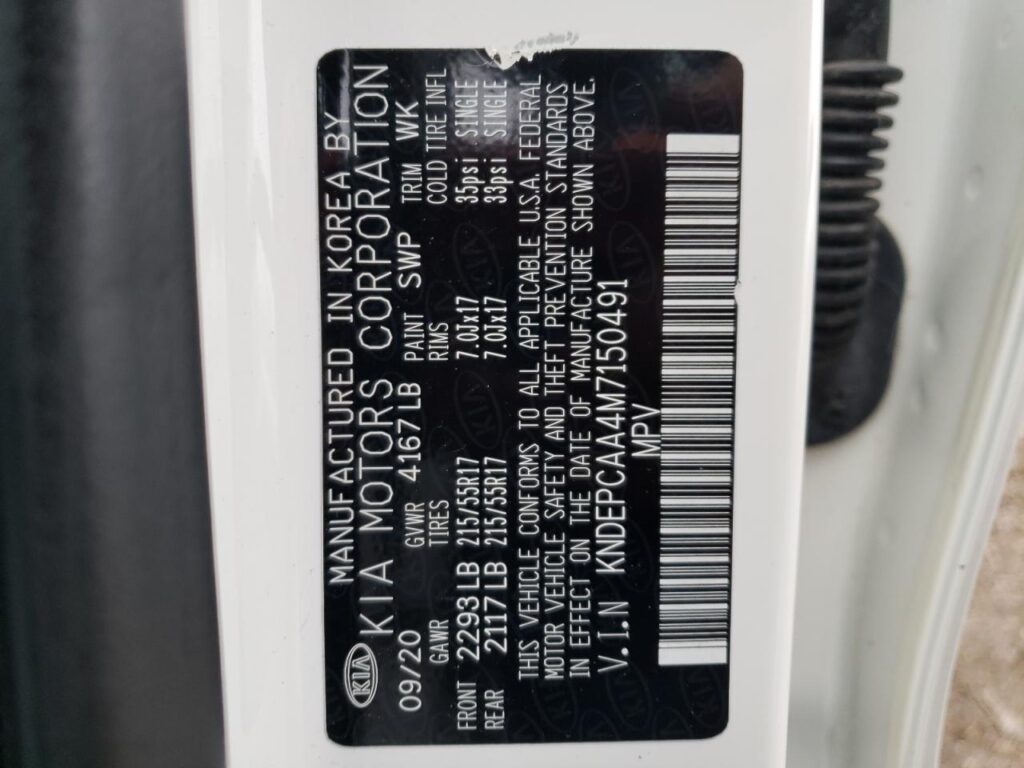 KIA MANUFACTURED IN KOREA BY
KIA MOTORS CORPORATION
09/20 GVWR 4167 LB PAINT SWP TRIM WK
GAWR TIRES RIMS COLD TIRE INFL
FRONT 2293 LB 215/55R17 7.0Jx17 35psi SINGLE
REAR 2117 LB 215/55R17 7.0Jx17 33psi SINGLE
THIS VEHICLE CONFORMS TO ALL APPLICABLE U.S.A. FEDERAL
MOTOR VEHICLE SAFETY AND THEFT PREVENTION STANDARDS
IN EFFECT ON THE DATE OF MANUFACTURE SHOWN ABOVE.
V.I.N KNDEPCAA4M7150491
MPV